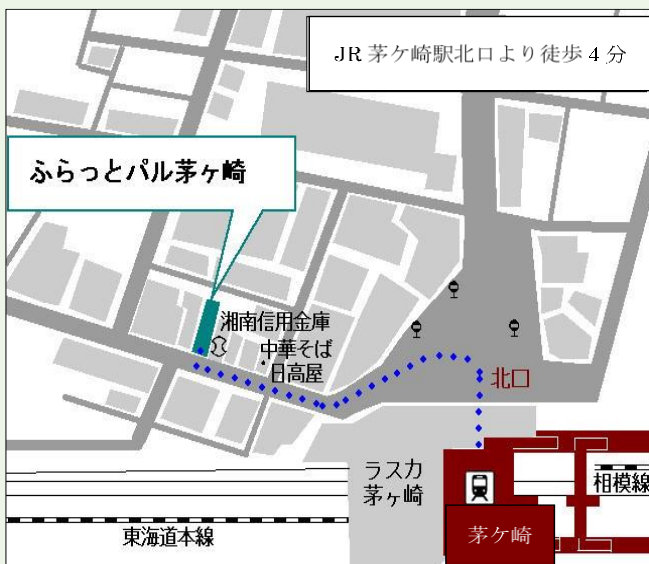 JR 茅ケ崎駅北口より徒歩 4 分
ふらっとパル茅ヶ崎
湘南信用金庫
中華そば
日高屋
北口
ラスカ
茅ヶ崎
相模線
茅ケ崎
東海道本線